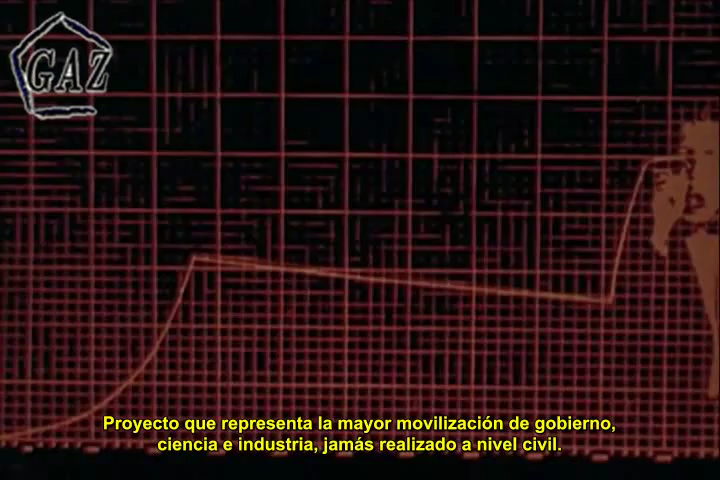 GAZ
Proyecto que representa la mayor movilización de gobierno,
ciencia e industria, jamás realizado a nivel civil.